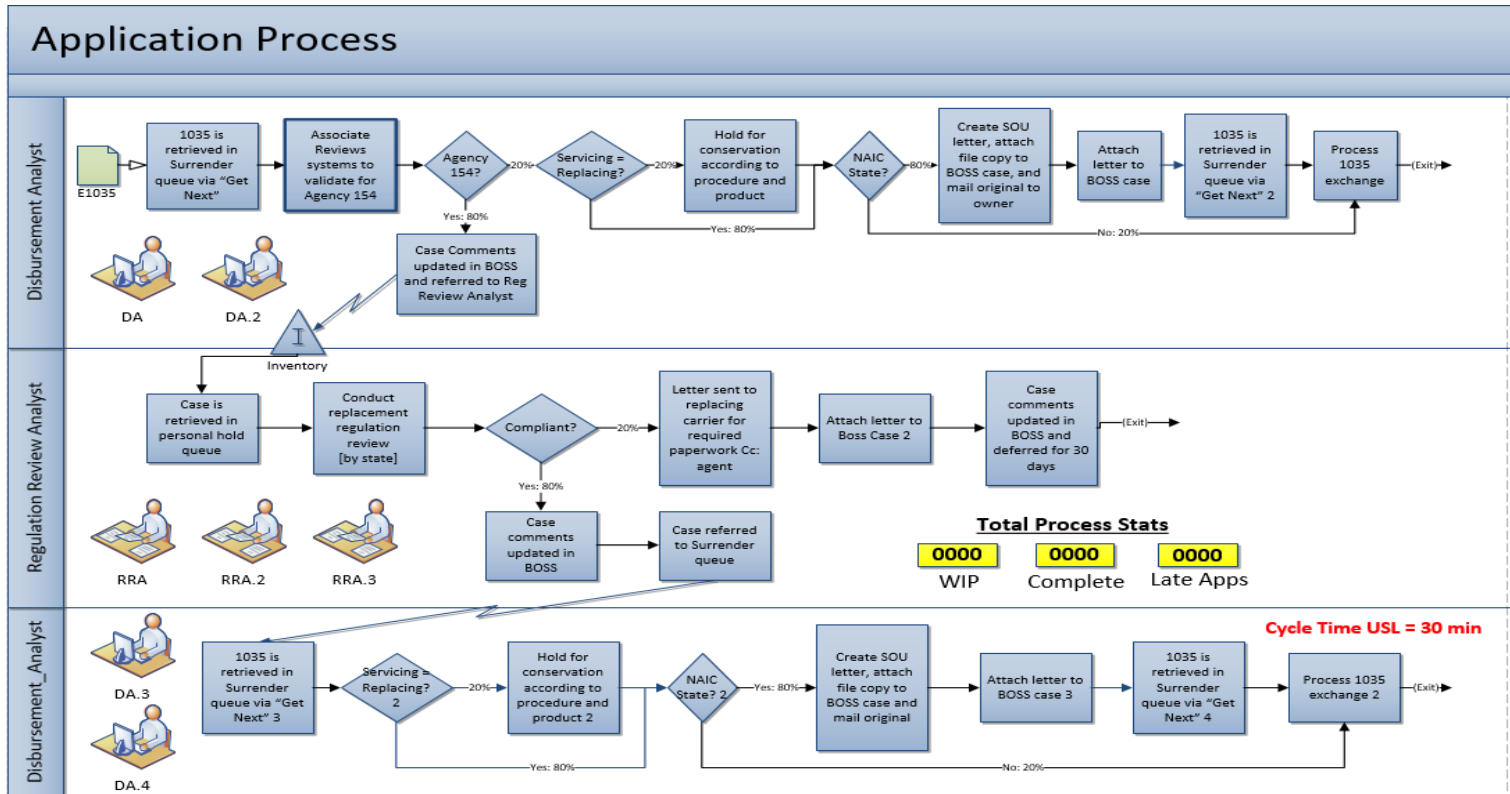 Application Process
Disbursement Analyst
E1035
1035 is
retrieved in
Surrender
queue via “Get
Next”
Associate
Reviews
systems to
validate for
Agency 154
Agency
154?
20%
Yes: 80%
Servicing =
Replacing?
20%
Yes: 80%
Hold for
conservation
according to
procedure and
product
NAIC
State?
80%
No: 20%
Create SOU
letter, attach
file copy to
BOSS case, and
mail original to
owner
Attach
letter to
BOSS case
1035 is
retrieved in
Surrender
queue via
“Get Next” 2
Process
1035
exchange
(Exit)
Case Comments
updated in BOSS
and referred to Reg
Review Analyst
DA
DA.2
I
Inventory
Regulation Review Analyst
Case is
retrieved in
personal hold
queue
Conduct
replacement
regulation
review
[by state]
Compliant?
20%
Yes: 80%
Letter sent to
replacing
carrier for
required
paperwork Cc:
agent
Attach letter to
Boss Case 2
Case
comments
updated in
BOSS and
deferred for 30
days
(Exit)
Case
comments
updated in
BOSS
Case referred
to Surrender
queue
RRA
RRA.2
RRA.3
Total Process Stats
0000
0000
0000
WIP
Complete
Late Apps
Disbursement_Analyst
Cycle Time USL = 30 min
DA.3
DA.4
1035 is
retrieved in
Surrender
queue via “Get
Next” 3
Servicing =
Replacing?
2
20%
Yes: 80%
Hold for
conservation
according to
procedure and
product 2
NAIC
State? 2
Yes: 80%
No: 20%
Create SOU
letter, attach
file copy to
BOSS case and
mail original
Attach letter to
BOSS case 3
1035 is
retrieved in
Surrender
queue via
“Get Next” 4
Process 1035
exchange 2
(Exit)